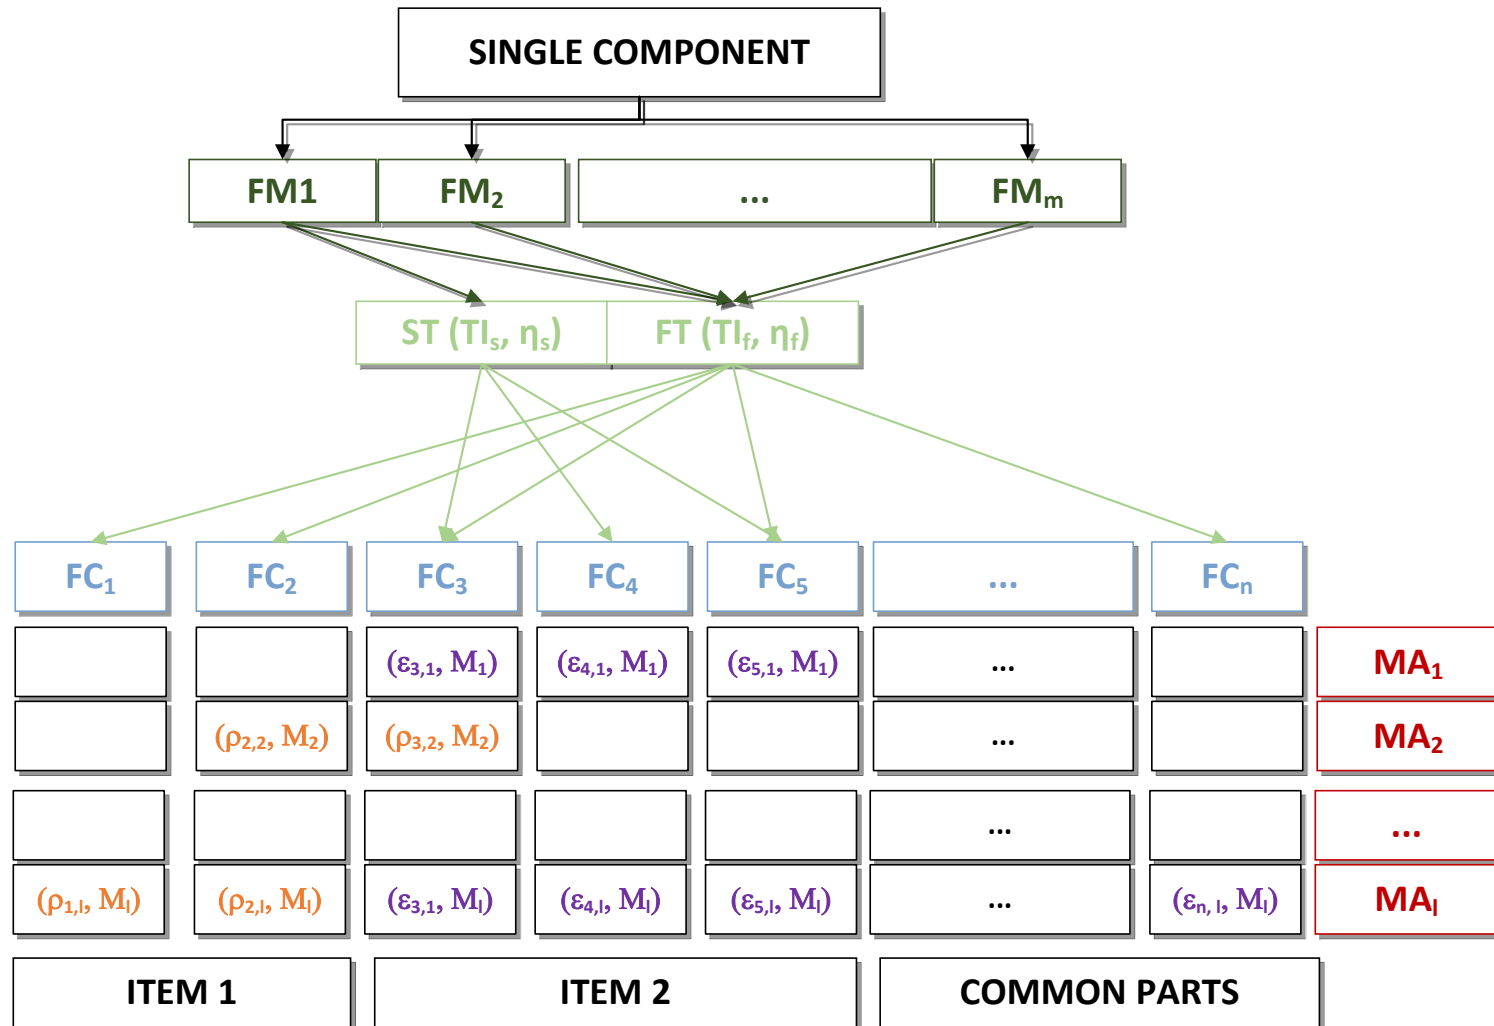 SINGLE COMPONENT
FM1 FM₂ ... FMₘ
ST (TIₛ, ηₛ) FT (TI_f, η_f)
FC₁ FC₂ FC₃ FC₄ FC₅ ... FCₙ
(ε₃,₁, M₁) (ε₄,₁, M₁) (ε₅,₁, M₁) ... MA₁
(ρ₂,₂, M₂) (ρ₃,₂, M₂) ... MA₂
... ...
(ρ₁,ₗ, Mₗ) (ρ₂,ₗ, Mₗ) (ε₃,₁, Mₗ) (ε₄,ₗ, Mₗ) (ε₅,ₗ, Mₗ) ... (εₙ, ₗ, Mₗ) MAₗ
ITEM 1 ITEM 2 COMMON PARTS